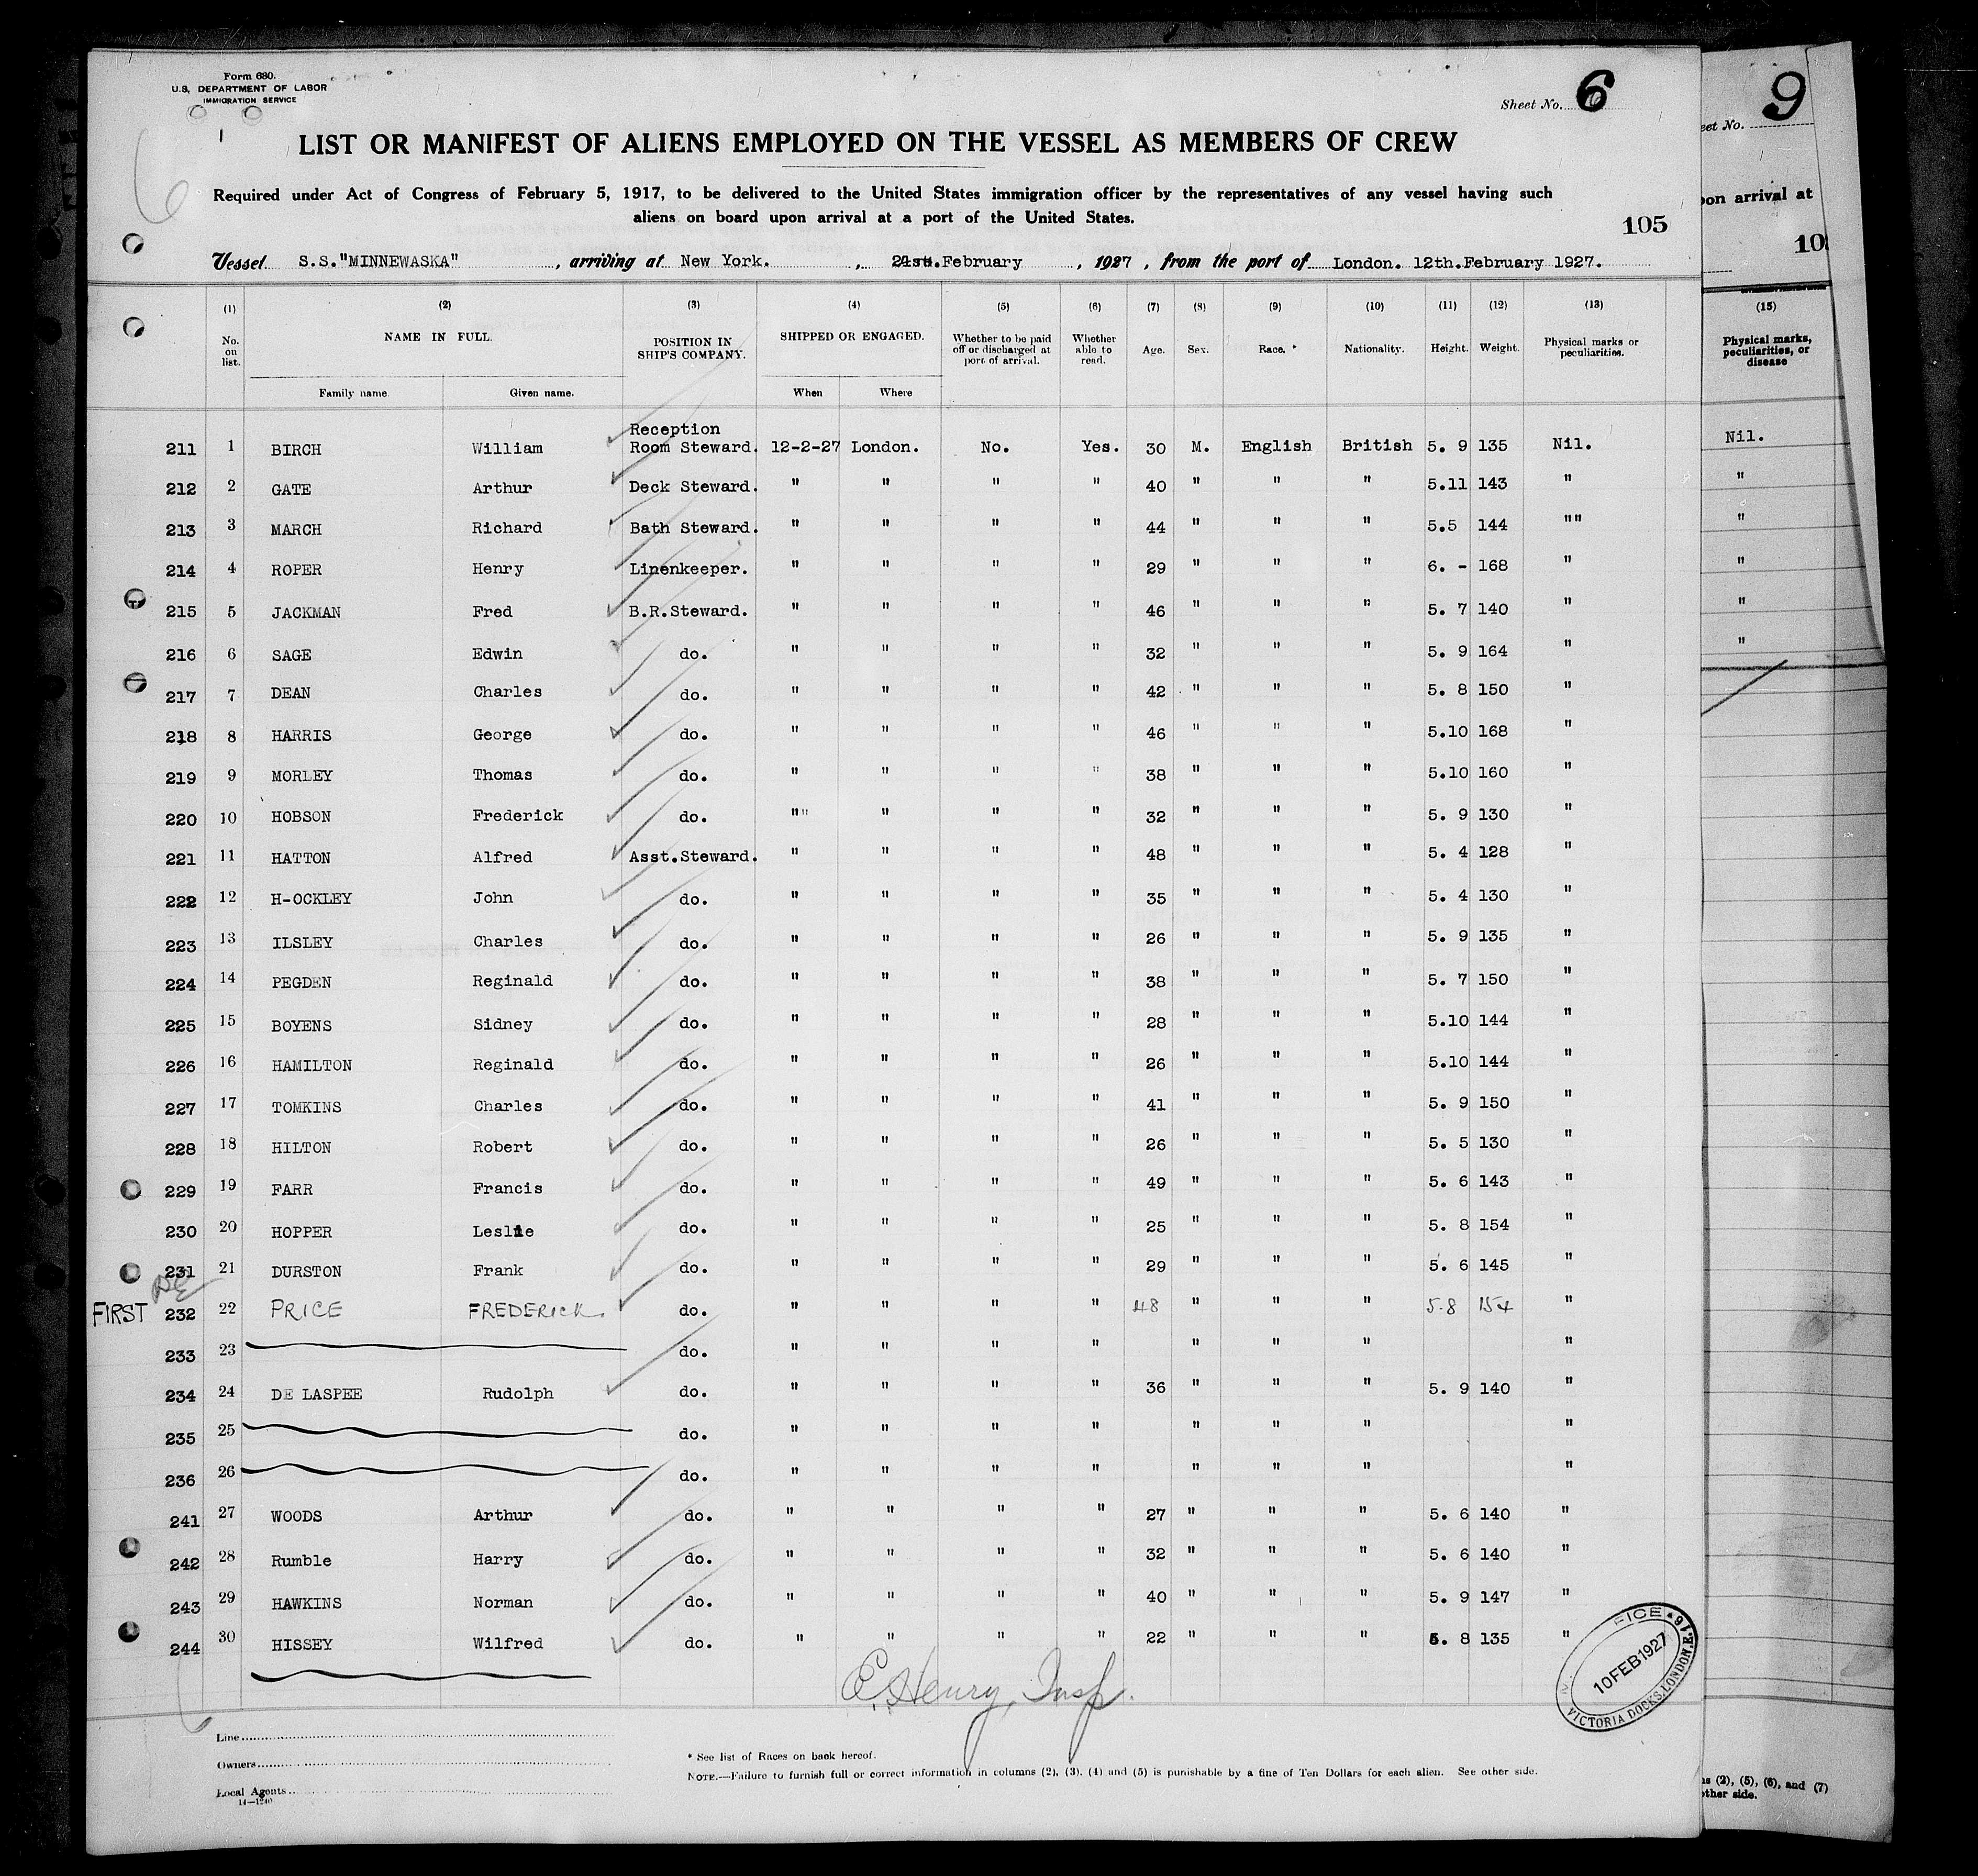 Form 680.
U.S. DEPARTMENT OF LABOR
IMMIGRATION SERVICE
Sheet No. 6
LIST OR MANIFEST OF ALIENS EMPLOYED ON THE VESSEL AS MEMBERS OF CREW
Required under Act of Congress of February 5, 1917, to be delivered to the United States immigration officer by the representatives of any vessel having such
aliens on board upon arrival at a port of the United States.
105
Vessel S.S."MINNEWASKA", arriving at New York., February, 1927, from the port of London. 12th.February 1927.
(1) (2) (3) (4) (5) (6) (7) (8) (9) (10) (11) (12) (13)
No. on list. NAME IN FULL. POSITION IN SHIP'S COMPANY. SHIPPED OR ENGAGED. Whether to be paid off or discharged at port of arrival. Whether able to read. Age. Sex. Race.* Nationality. Height. Weight. Physical marks or peculiarities.
Family name. Given name. When Where
211 1 BIRCH William Reception Room Steward. 12-2-27 London. No. Yes. 30 M. English British 5. 9 135 Nil.
212 2 GATE Arthur Deck Steward. " " " " 40 " " " 5.11 143 "
213 3 MARCH Richard Bath Steward. " " " " 44 " " " 5.5 144 ""
214 4 ROPER Henry Linenkeeper. " " " " 29 " " " 6. - 168 "
215 5 JACKMAN Fred B.R.Steward. " " " " 46 " " " 5. 7 140 "
216 6 SAGE Edwin do. " " " " 32 " " " 5. 9 164 "
217 7 DEAN Charles do. " " " " 42 " " " 5. 8 150 "
218 8 HARRIS George do. " " " " 46 " " " 5.10 168 "
219 9 MORLEY Thomas do. " " " " 38 " " " 5.10 160 "
220 10 HOBSON Frederick do. "" " " " 32 " " " 5. 9 130 "
221 11 HATTON Alfred Asst.Steward. " " " " 48 " " " 5. 4 128 "
222 12 H-OCKLEY John do. " " " " 35 " " " 5. 4 130 "
223 13 ILSLEY Charles do. " " " " 26 " " " 5. 9 135 "
224 14 PEGDEN Reginald do. " " " " 38 " " " 5. 7 150 "
225 15 BOYENS Sidney do. " " " " 28 " " " 5.10 144 "
226 16 HAMILTON Reginald do. " " " " 26 " " " 5.10 144 "
227 17 TOMKINS Charles do. " " " " 41 " " " 5. 9 150 "
228 18 HILTON Robert do. " " " " 26 " " " 5. 5 130 "
229 19 FARR Francis do. " " " " 49 " " " 5. 6 143 "
230 20 HOPPER Leslie do. " " " " 25 " " " 5. 8 154 "
231 21 DURSTON Frank do. " " " " 29 " " " 5. 6 145 "
FIRST 232 22 PRICE FREDERICK do. " " " " 48 " " " 5.8 154 "
233 23 do. " " " " " " " "
234 24 DE LASPEE Rudolph do. " " " " 36 " " " 5. 9 140 "
235 25 do. " " " " " " " "
236 26 do. " " " " " " " "
241 27 WOODS Arthur do. " " " " 27 " " " 5. 6 140 "
242 28 Rumble Harry do. " " " " 32 " " " 5. 6 140 "
243 29 HAWKINS Norman do. " " " " 40 " " " 5. 9 147 "
244 30 HISSEY Wilfred do. " " " " 22 " " " 5. 8 135 "
E. Henry, Insp.
10 FEB 1927
VICTORIA DOCKS, LONDON, E.16
Line
Owners
Local Agents
14—1240
* See list of Races on back hereof.
NOTE.—Failure to furnish full or correct information in columns (2), (3), (4) and (5) is punishable by a fine of Ten Dollars for each alien. See other side.
eet No. 9
on arrival at
10
(15)
Physical marks, peculiarities, or disease
Nil.
"
"
"
"
"
(2), (5), (6), and (7)
other side.